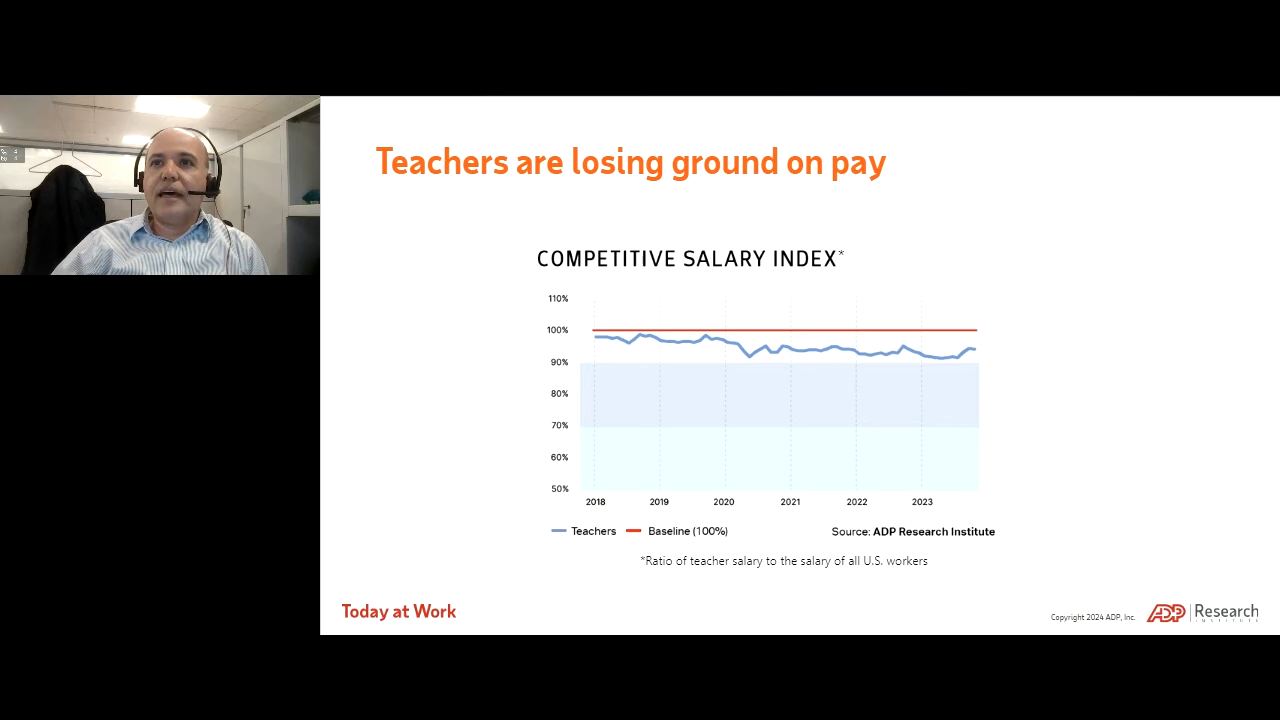 Teachers are losing ground on pay
COMPETITIVE SALARY INDEX*
110%
100%
90%
80%
70%
60%
50%
2018 2019 2020 2021 2022 2023
Teachers Baseline (100%) Source: ADP Research Institute
*Ratio of teacher salary to the salary of all U.S. workers
Today at Work
Copyright 2024 ADP, Inc. ADP Research
INSTITUTE